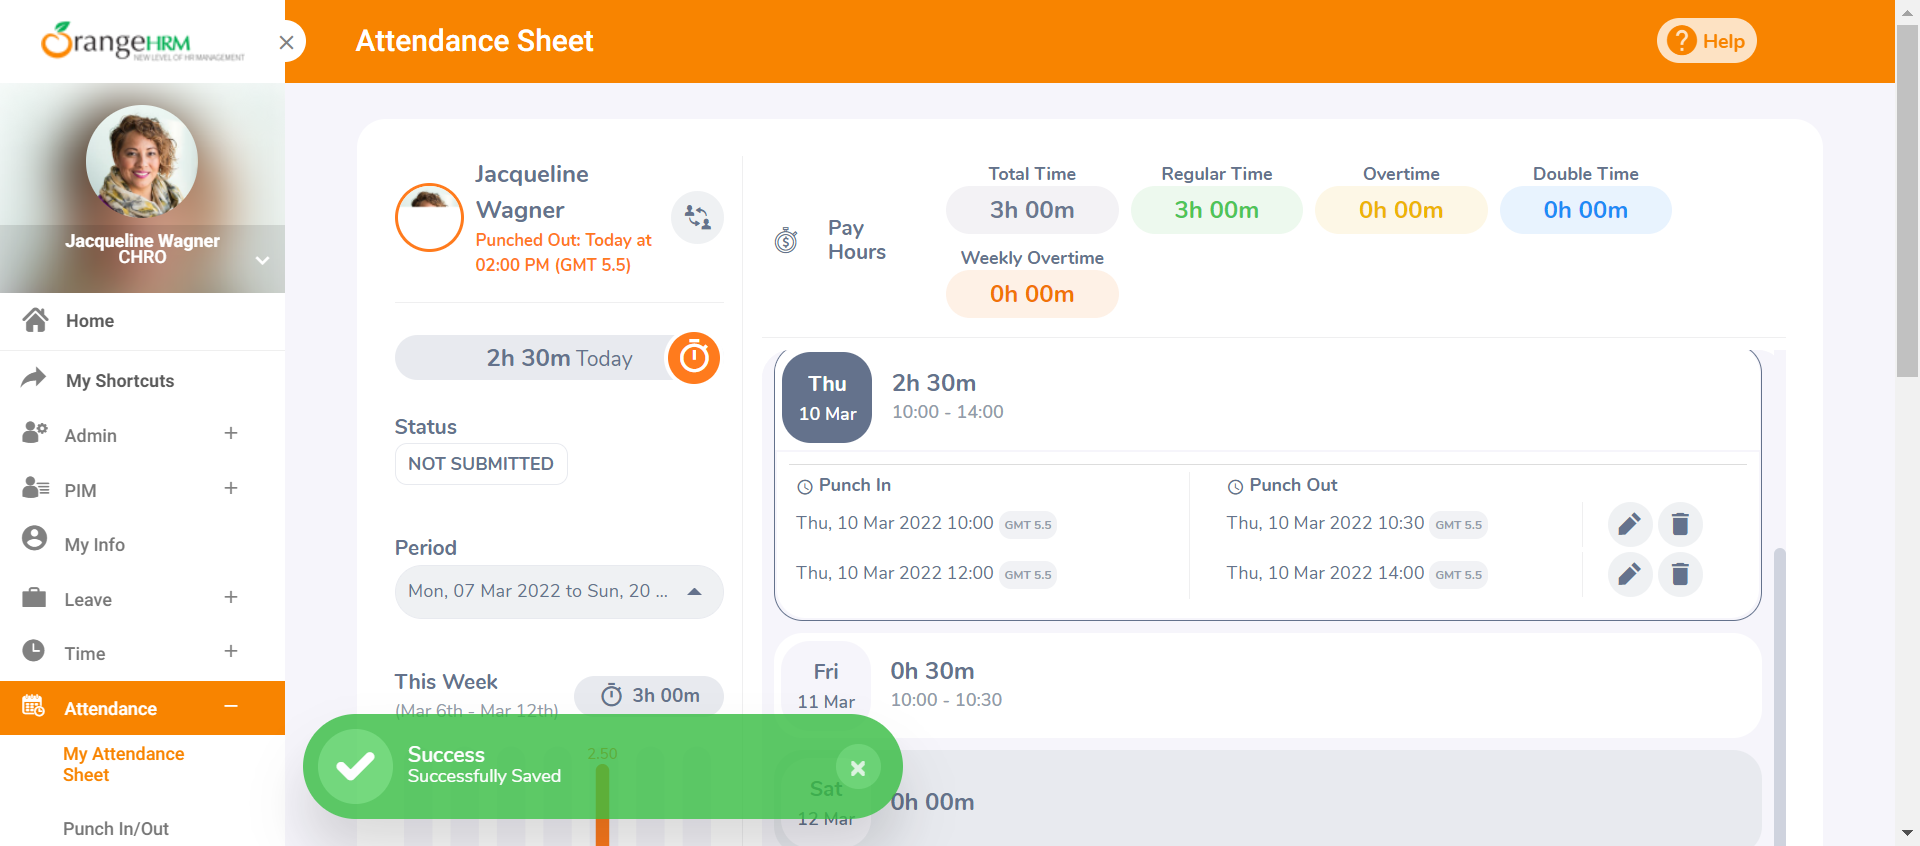 OrangeHRM
NEW LEVEL OF HR MANAGEMENT
Attendance Sheet
? Help
Jacqueline Wagner
CHRO
Home
My Shortcuts
Admin
PIM
My Info
Leave
Time
Attendance
My Attendance
Sheet
Punch In/Out
Jacqueline
Wagner
Punched Out: Today at
02:00 PM (GMT 5.5)
2h 30m Today
Status
NOT SUBMITTED
Period
Mon, 07 Mar 2022 to Sun, 20 ...
This Week
(Mar 6th - Mar 12th)
3h 00m
2.50
Success
Successfully Saved
Pay
Hours
Total Time
3h 00m
Regular Time
3h 00m
Overtime
0h 00m
Double Time
0h 00m
Weekly Overtime
0h 00m
Thu
10 Mar
2h 30m
10:00 - 14:00
Punch In
Punch Out
Thu, 10 Mar 2022 10:00 GMT 5.5
Thu, 10 Mar 2022 10:30 GMT 5.5
Thu, 10 Mar 2022 12:00 GMT 5.5
Thu, 10 Mar 2022 14:00 GMT 5.5
Fri
11 Mar
0h 30m
10:00 - 10:30
Sat
12 Mar
0h 00m